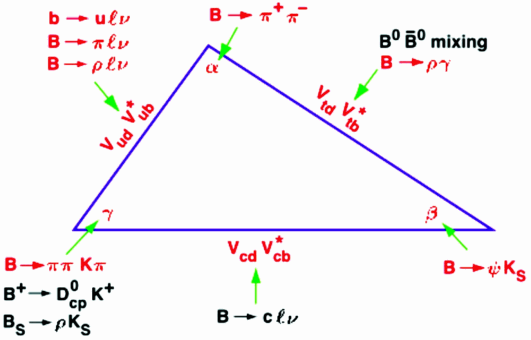 b → uℓν
B → πℓν
B → ρℓν
B → π⁺ π⁻
B⁰ B̅⁰ mixing
B → ργ
α
V_ud V*_ub
V_td V*_tb
γ
β
V_cd V_cb*
B → ππ Kπ
B⁺ → D⁰_cp K⁺
B_S → ρK_S
B → cℓν
B → ψK_S